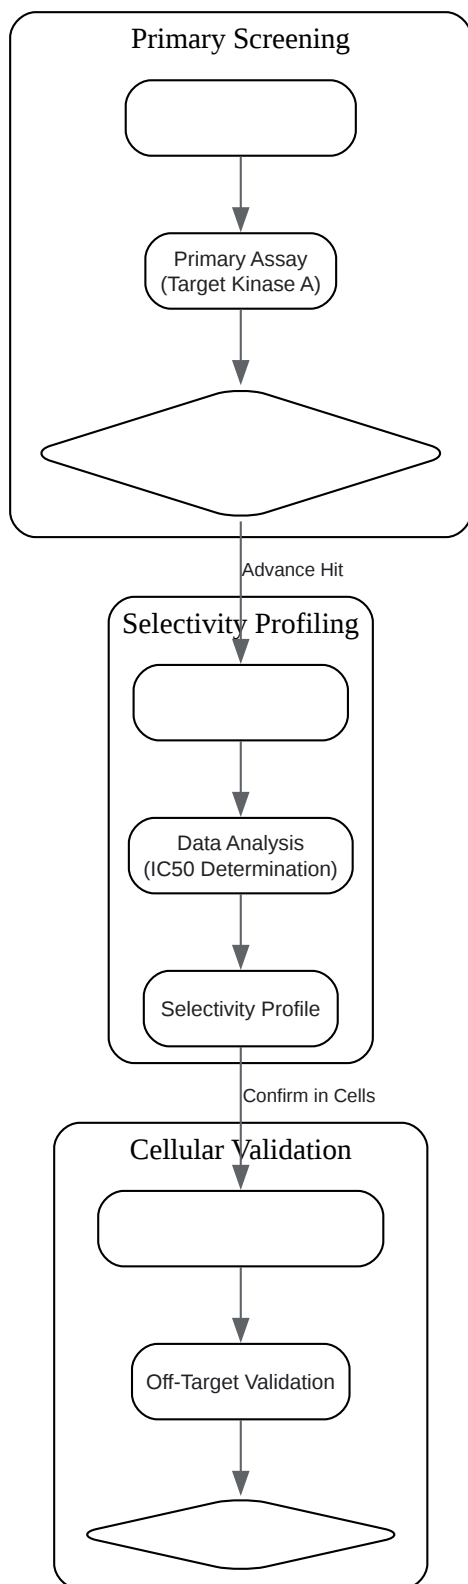 Primary Screening
Primary Assay
(Target Kinase A)
Advance Hit
Selectivity Profiling
Data Analysis
(IC50 Determination)
Selectivity Profile
Confirm in Cells
Cellular Validation
Off-Target Validation